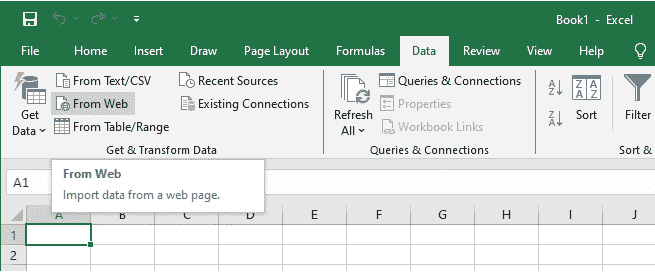 Book1 - Excel
File Home Insert Draw Page Layout Formulas Data Review View Help
From Text/CSV Recent Sources Queries & Connections
Get Data From Web Existing Connections Refresh All Properties Sort Filter
From Table/Range Workbook Links
Get & Transform Data Queries & Connections Sort &
From Web
A1
Import data from a web page.
A B C D E F G H I J
1
2